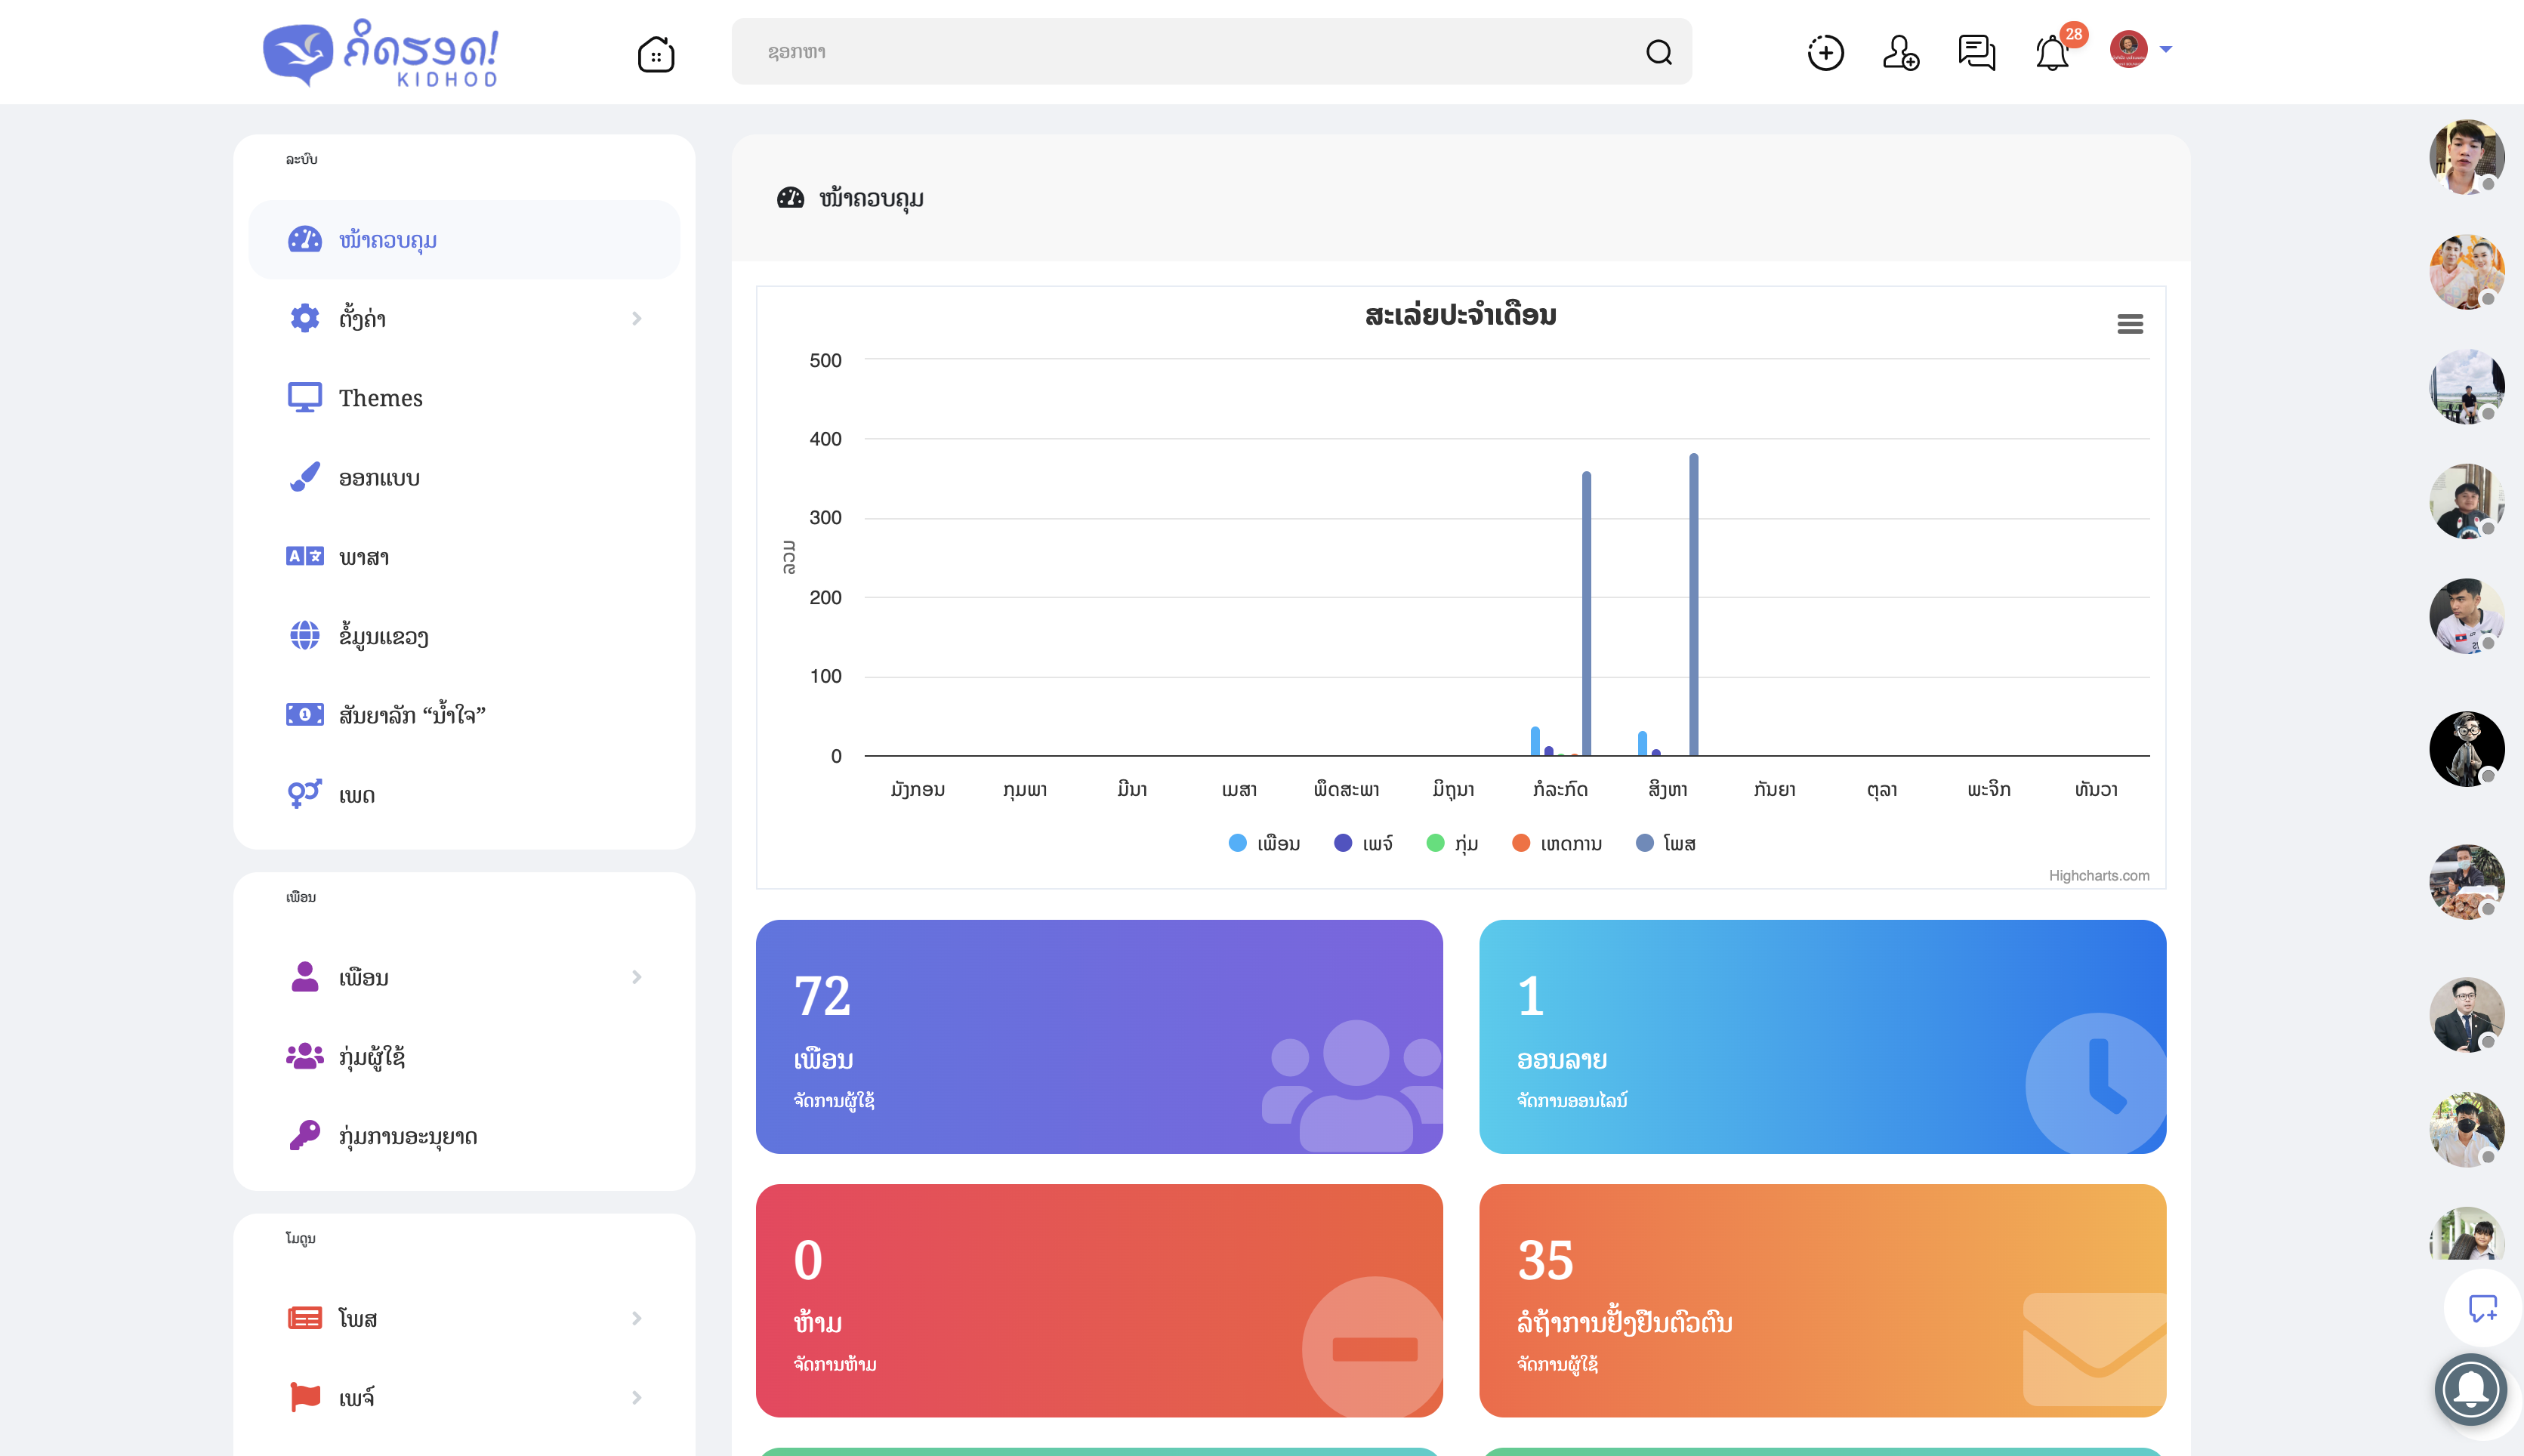 ຄິດຮອດ!
KIDHOD
ຊອກຫາ
28
ລະບົບ
ໜ້າຄວບຄຸມ
ຕັ້ງຄ່າ
Themes
ອອກແບບ
ພາສາ
ຂໍ້ມູນແຂວງ
ສັນຍາລັກ “ນ້ຳໃຈ”
ເພດ
ເພືອນ
ເພືອນ
ກຸ່ມຜູ້ໃຊ້
ກຸ່ມການອະນຸຍາດ
ໂມດູນ
ໂພສ
ເພຈ໌
ໜ້າຄວບຄຸມ
ສະເລ່ຍປະຈຳເດືອນ
500
400
300
200
100
0
ລວມ
ມັງກອນ ກຸມພາ ມີນາ ເມສາ ພຶດສະພາ ມິຖຸນາ ກໍລະກົດ ສິງຫາ ກັນຍາ ຕຸລາ ພະຈິກ ທັນວາ
ເພືອນ ເພຈ໌ ກຸ່ມ ເຫດການ ໂພສ
Highcharts.com
72
ເພືອນ
ຈັດການຜູ້ໃຊ້
1
ອອນລາຍ
ຈັດການອອນໄລນ໌
0
ຫ້າມ
ຈັດການຫ້າມ
35
ລໍຖ້າການຢັ້ງຢືນຕົວຕົນ
ຈັດການຜູ້ໃຊ້